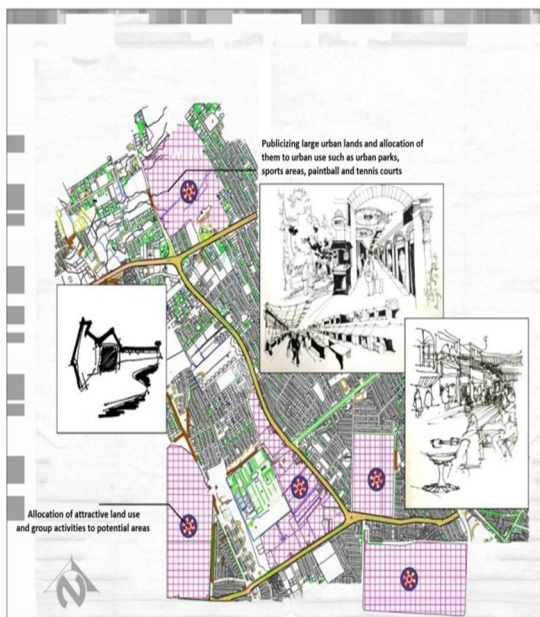 Publicizing large urban lands and allocation of
them to urban use such as urban parks,
sports areas, paintball and tennis courts
Allocation of attractive land use
and group activities to potential areas